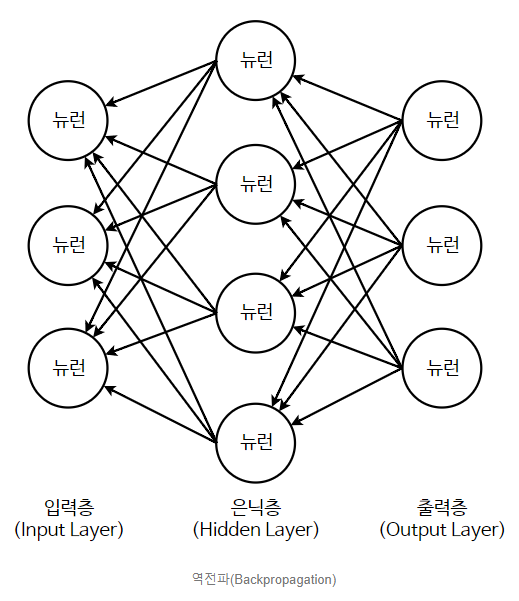 뉴런
뉴런
뉴런
뉴런
뉴런
뉴런
뉴런
뉴런
뉴런
뉴런
입력층
(Input Layer)
은닉층
(Hidden Layer)
출력층
(Output Layer)
역전파(Backpropagation)